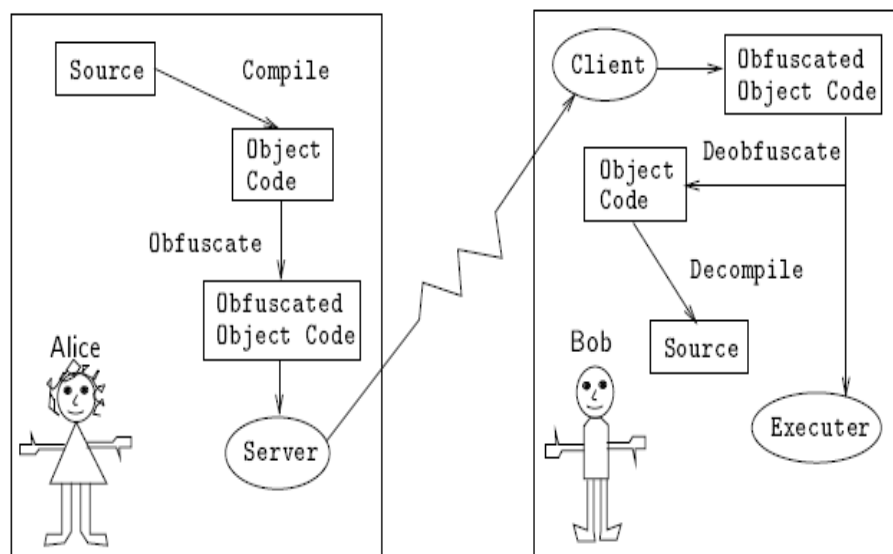 Source
Compile
Object
Code
Obfuscate
Obfuscated
Object Code
Alice
Server
Client
Obfuscated
Object Code
Deobfuscate
Object
Code
Decompile
Source
Bob
Executer